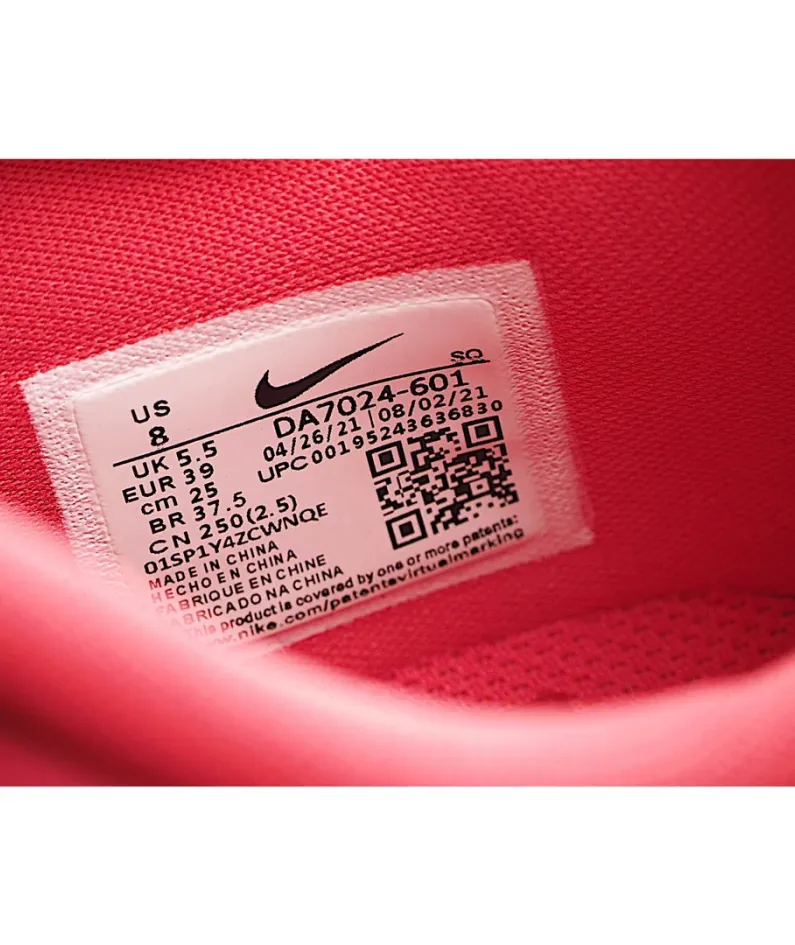 SQ
US
8
DA7024-601
04/26/21 | 08/02/21
UPC00195243636830
UK 5.5
EUR 39
cm 25
BR 37.5
CN 250(2.5)
01SP1Y4ZCWNQE
MADE IN CHINA
HECHO EN CHINA
FABRIQUE EN CHINE
FABRICADO NA CHINA
This product is covered by one or more patents:
www.nike.com/patentsvirtualmarking